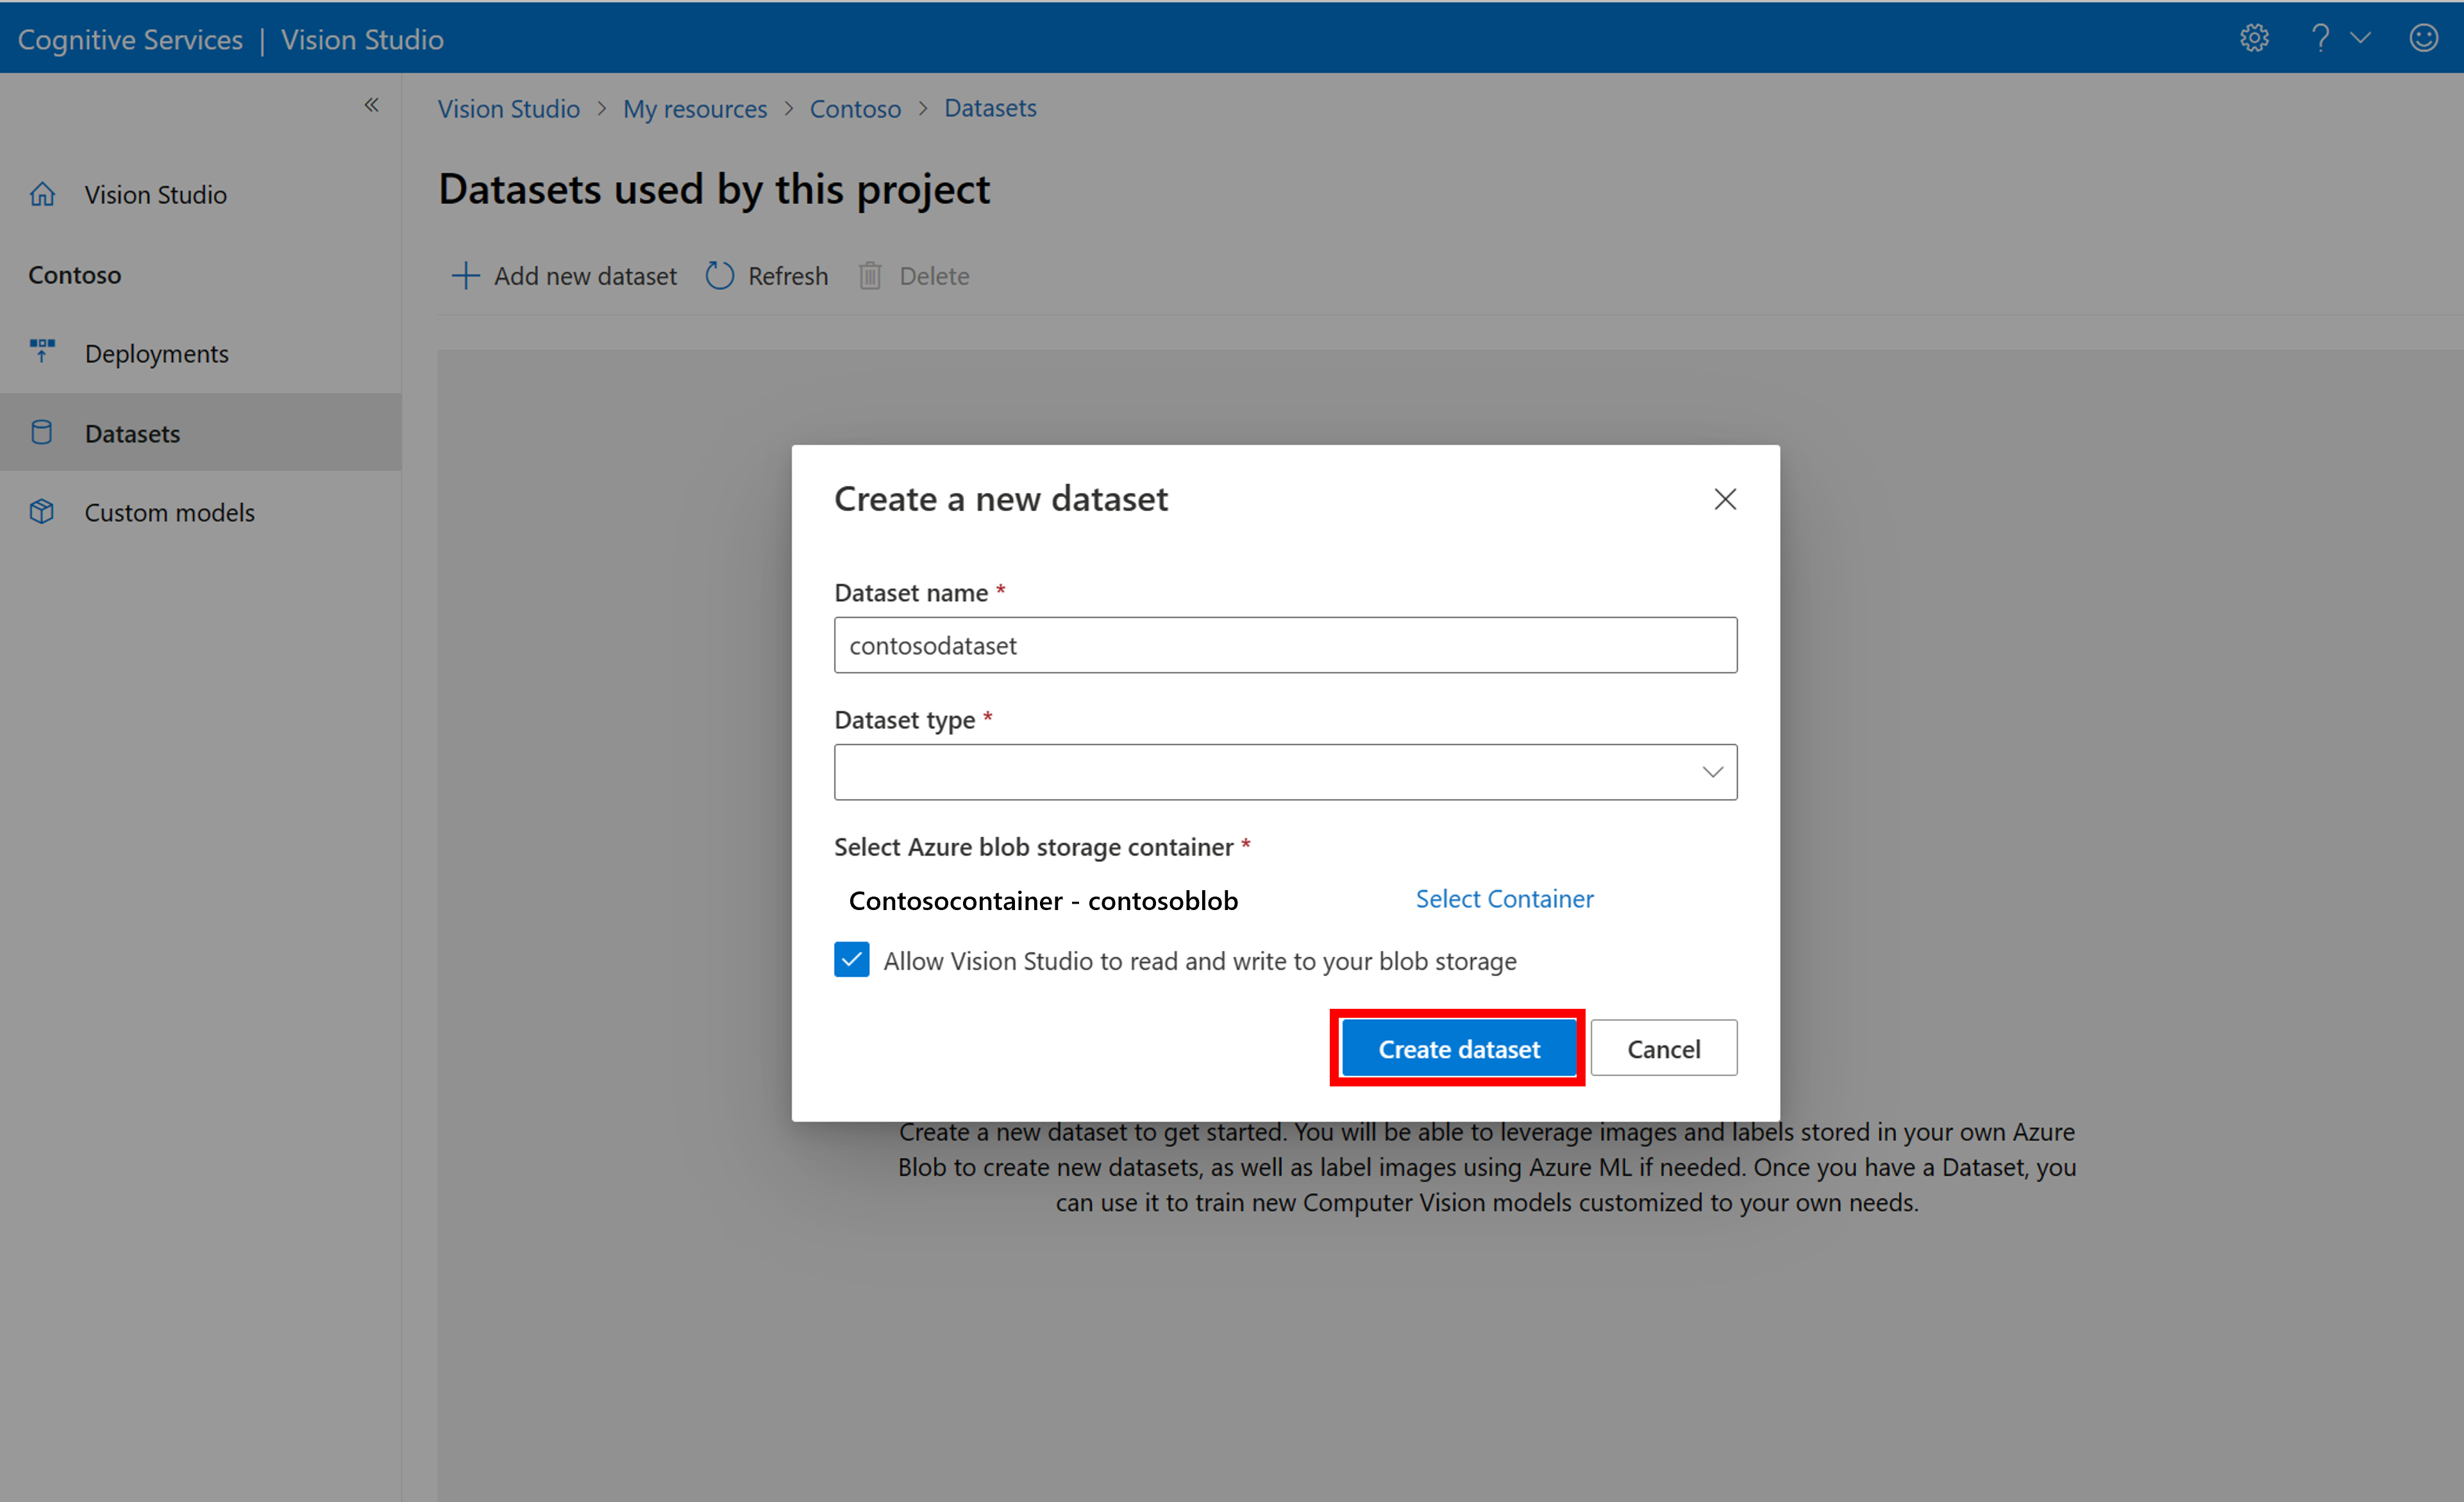 Cognitive Services | Vision Studio
Vision Studio > My resources > Contoso > Datasets
Vision Studio
Contoso
Deployments
Datasets
Custom models
Datasets used by this project
Add new dataset Refresh Delete
Create a new dataset
Dataset name *
contosodataset
Dataset type *
Select Azure blob storage container *
Contosocontainer - contosoblob Select Container
Allow Vision Studio to read and write to your blob storage
Create dataset Cancel
Create a new dataset to get started. You will be able to leverage images and labels stored in your own Azure
Blob to create new datasets, as well as label images using Azure ML if needed. Once you have a Dataset, you
can use it to train new Computer Vision models customized to your own needs.